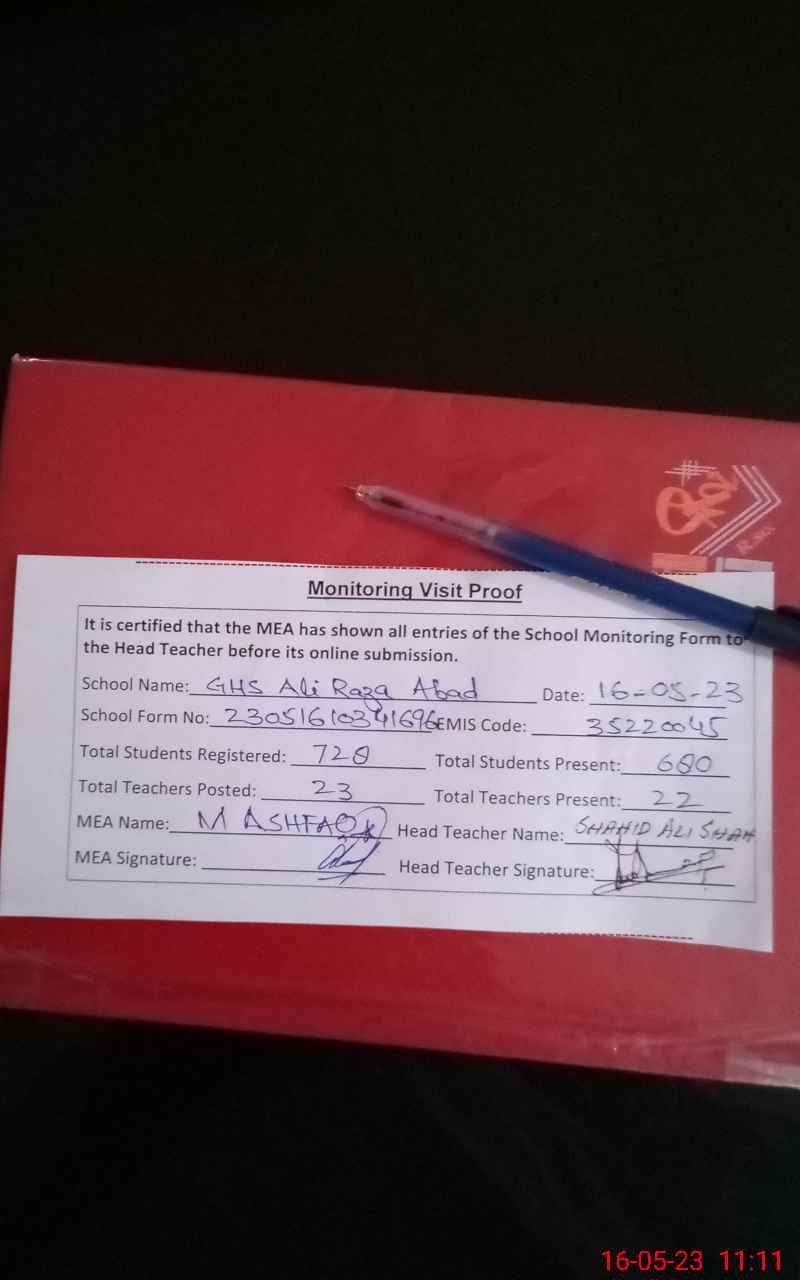 Monitoring Visit Proof
It is certified that the MEA has shown all entries of the School Monitoring Form to
the Head Teacher before its online submission.
School Name: GHS Ali Raza Abad Date: 16-05-23
School Form No: 23051610341696 EMIS Code: 35220045
Total Students Registered: 728 Total Students Present: 680
Total Teachers Posted: 23 Total Teachers Present: 22
MEA Name: M ASHFAQ Head Teacher Name: SHAHID ALI SHAH
MEA Signature: Head Teacher Signature:
16-05-23 11:11